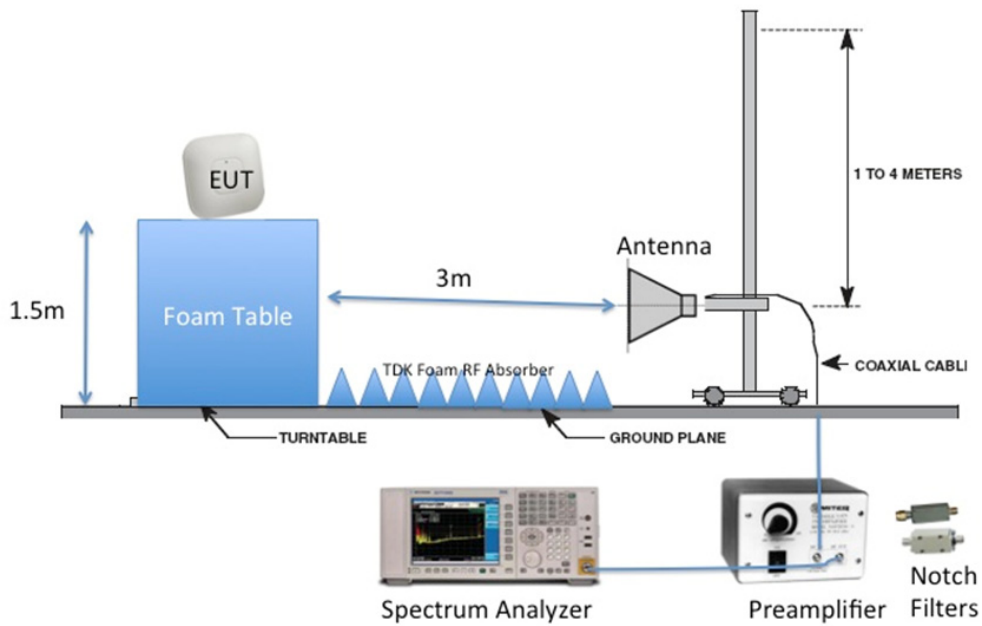 EUT
1 TO 4 METERS
Antenna
3m
1.5m
Foam Table
TDK Foam RF Absorber
COAXIAL CABLI
TURNTABLE
GROUND PLANE
MITEQ
Spectrum Analyzer
Preamplifier
Notch
Filters